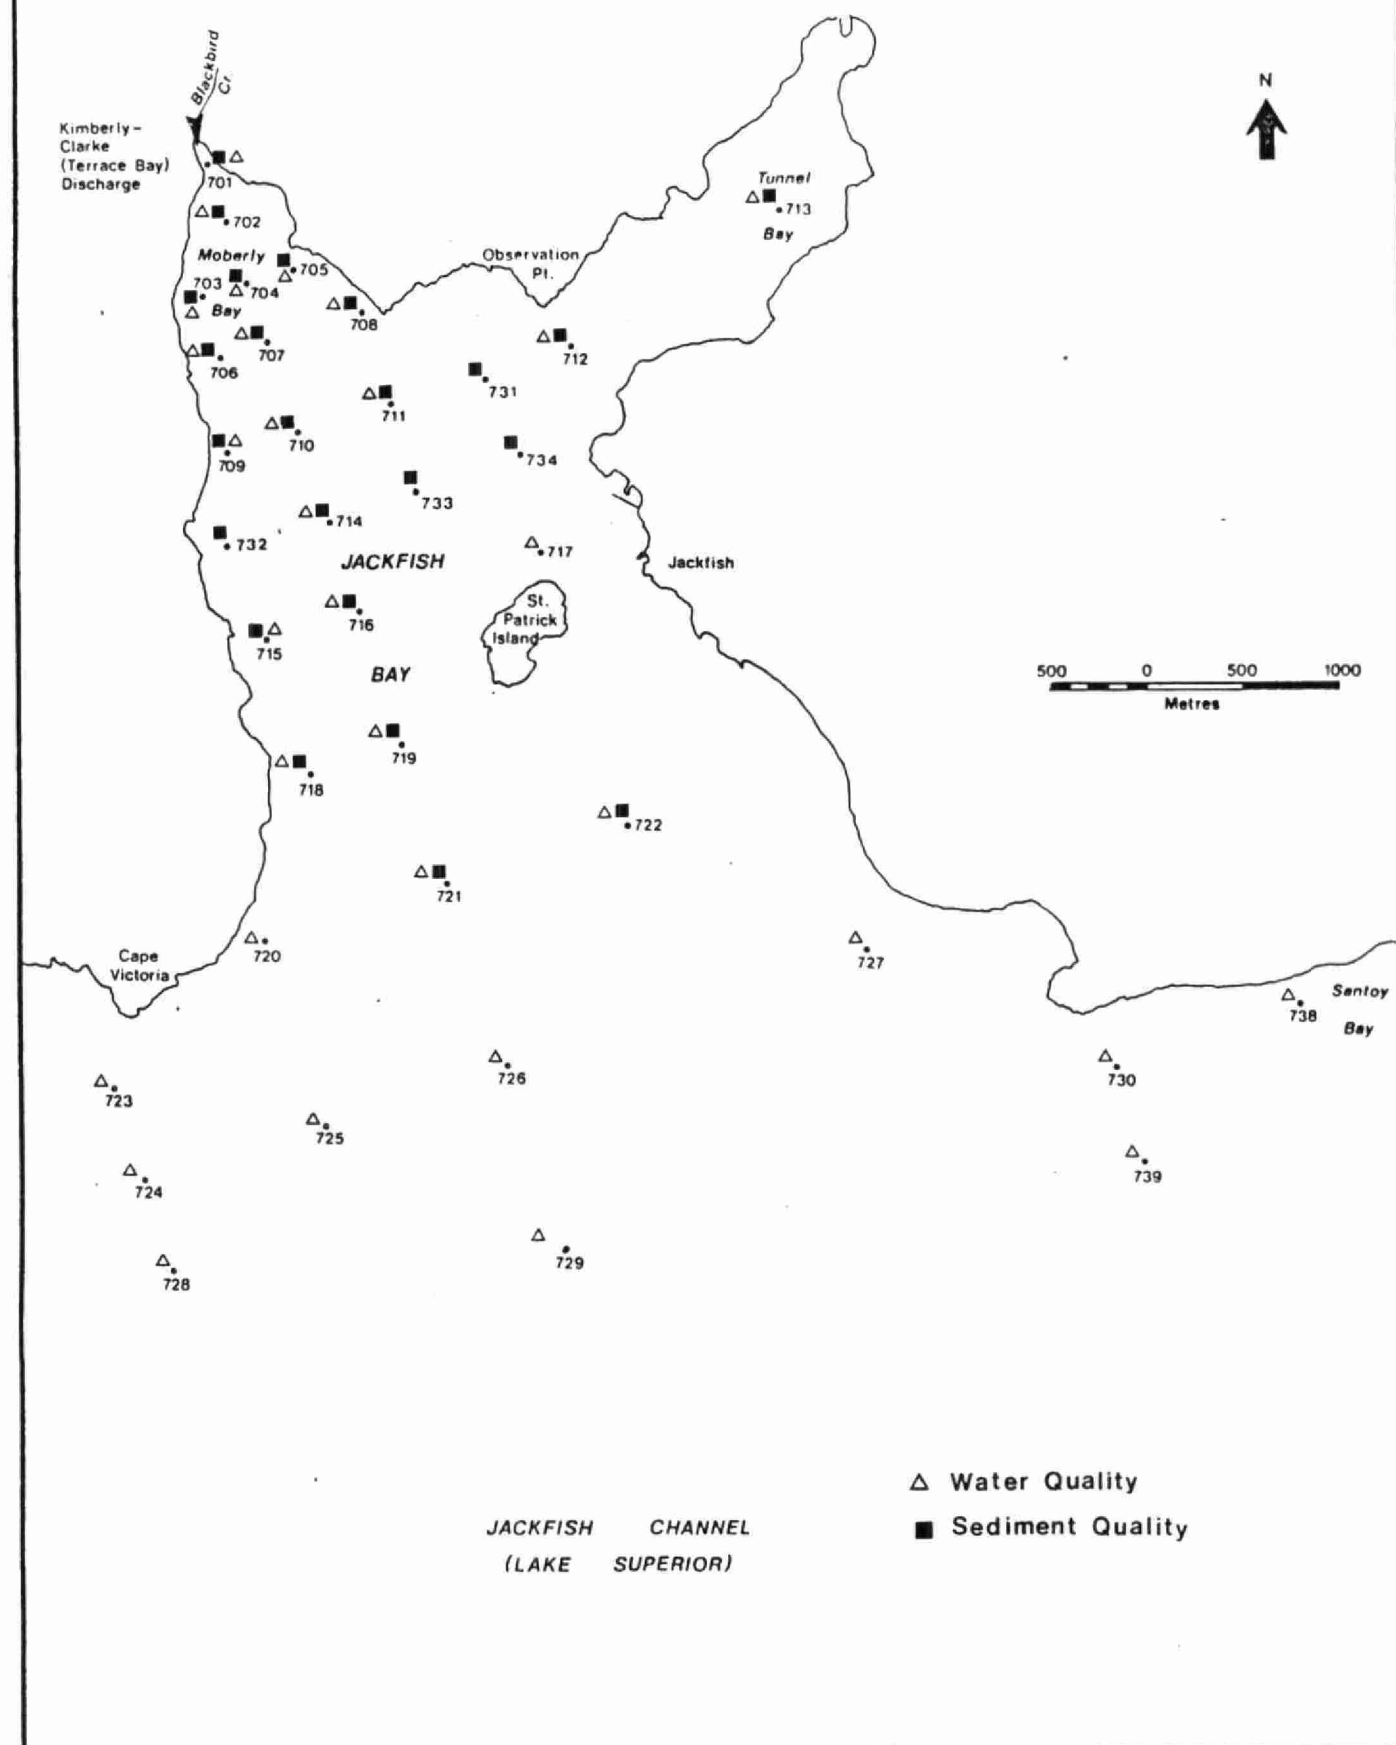 Blackbird
Cr.
N
Kimberly-
Clarke
(Terrace Bay)
Discharge
701
Tunnel
713
Bay
702
Moberly
705
Observation
Pt.
703
704
Bay
708
707
712
706
731
711
710
709
734
733
714
732
717
JACKFISH
Jackfish
St.
Patrick
Island
716
715
BAY
500 0 500 1000
Metres
719
718
722
721
720
Cape
Victoria
727
Santoy
738
Bay
726
730
723
725
739
724
729
728
Water Quality
Sediment Quality
JACKFISH CHANNEL
(LAKE SUPERIOR)